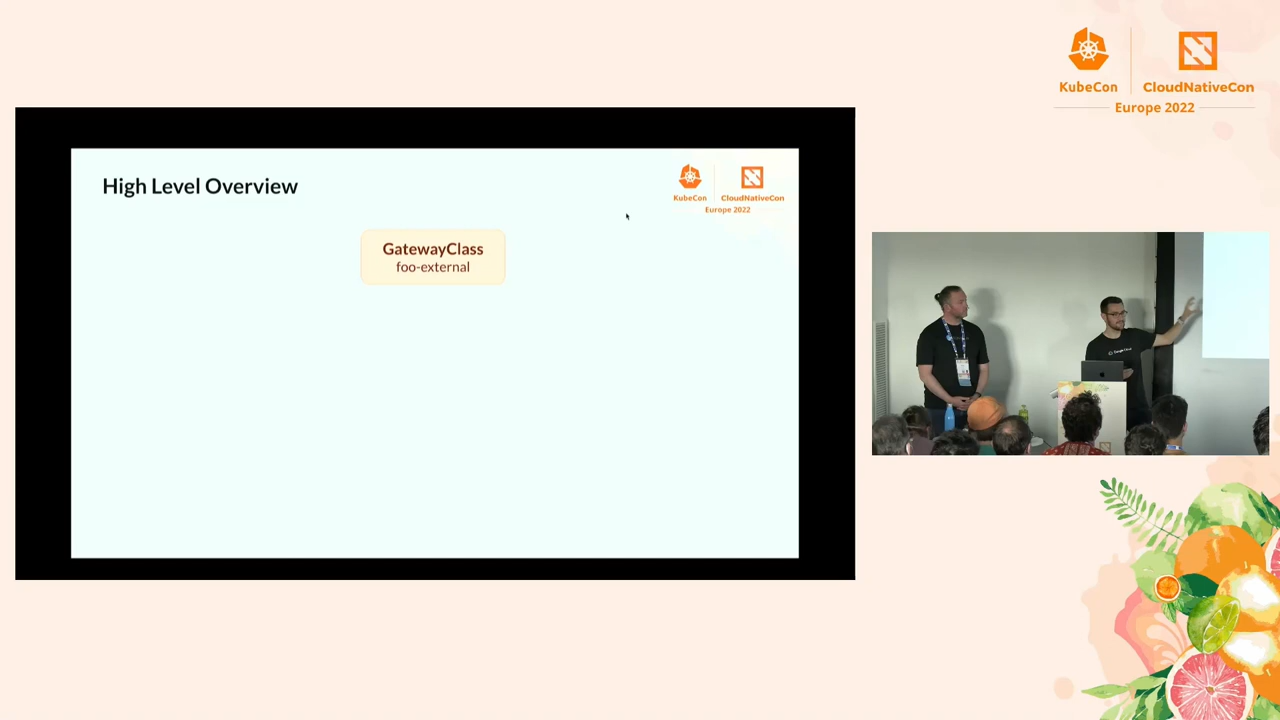 KubeCon
CloudNativeCon
Europe 2022
High Level Overview
KubeCon
CloudNativeCon
Europe 2022
GatewayClass
foo-external